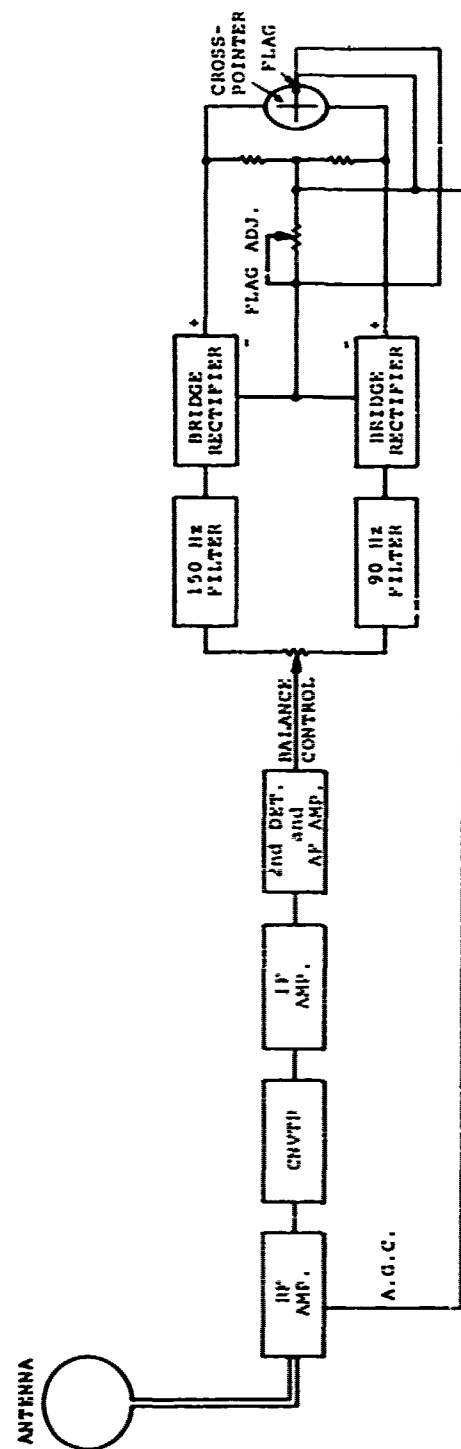 ANTENNA
RF
AMP.
A.G.C.
CNVTR
IF
AMP.
2nd DET.
and
AF AMP.
BALANCE
CONTROL
150 Hz
FILTER
BRIDGE
RECTIFIER
+
-
90 Hz
FILTER
BRIDGE
RECTIFIER
-
+
FLAG ADJ.
CROSS-
POINTER
FLAG